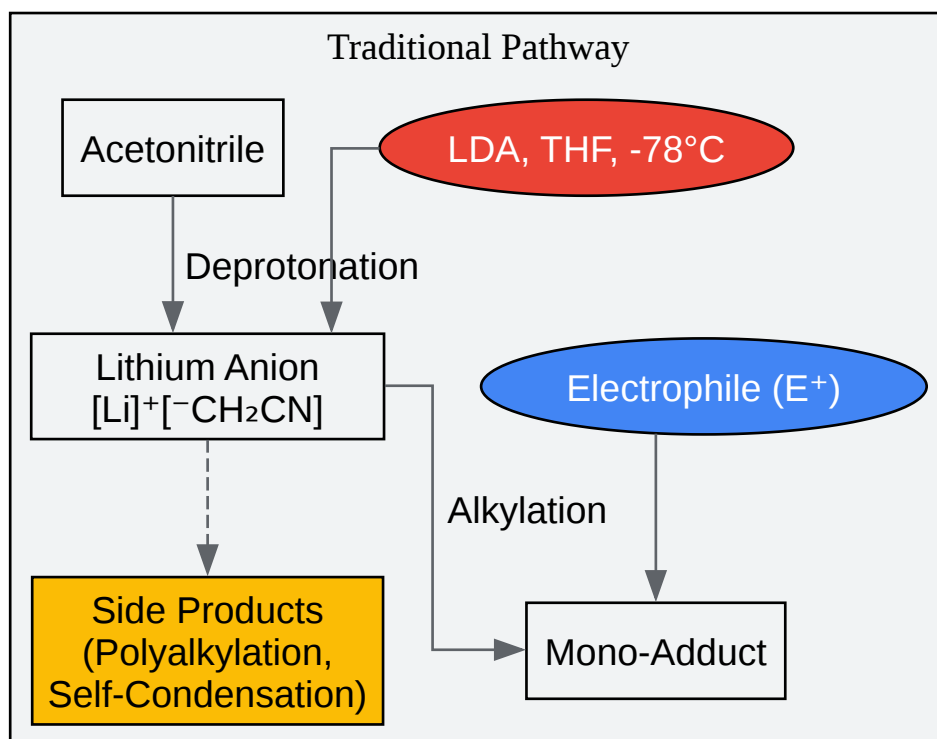 Traditional Pathway
Acetonitrile
LDA, THF, -78°C
Deprotonation
Lithium Anion
[Li]⁺[⁻CH₂CN]
Electrophile (E⁺)
Alkylation
Side Products
(Polyalkylation,
Self-Condensation)
Mono-Adduct